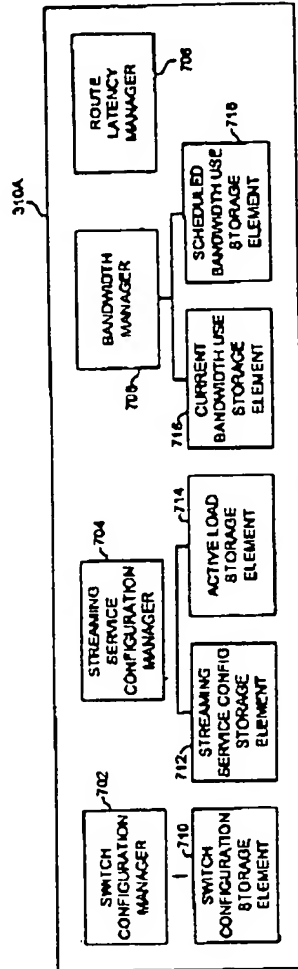 310A
SWITCH
CONFIGURATION
MANAGER
702
STREAMING
SERVICE
CONFIGURATION
MANAGER
704
BANDWIDTH
MANAGER
706
ROUTE
LATENCY
MANAGER
708
710
SWITCH
CONFIGURATION
STORAGE
ELEMENT
712
STREAMING
SERVICE CONFIG
STORAGE
ELEMENT
714
ACTIVE LOAD
STORAGE
ELEMENT
716
CURRENT
BANDWIDTH USE
STORAGE
ELEMENT
718
SCHEDULED
BANDWIDTH USE
STORAGE
ELEMENT